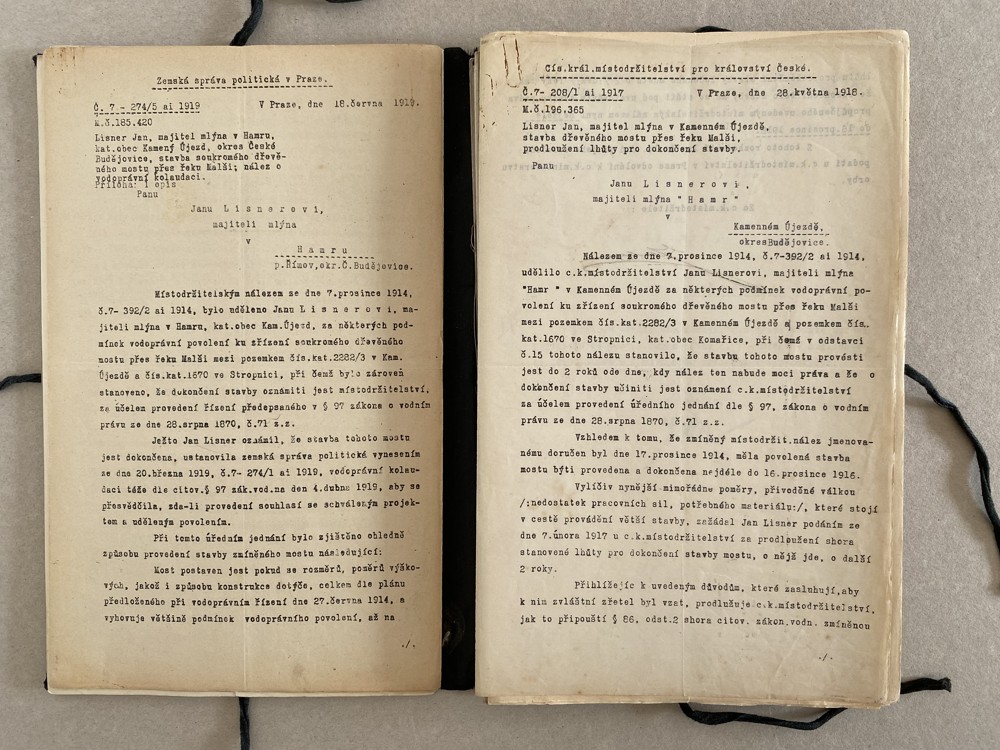 Zemská správa politická v Praze.
Č. 7 - 274/5 ai 1919 V Praze, dne 18.června 1919.
M.č.185.420
Lisner Jan, majitel mlýna v Hamru,
kat.obec Kamený Újezd, okres České
Budějovice, stavba soukromého dřevě-
ného mostu přes řeku Malši; nález o
vodoprávní kolaudaci.
Příloha: 1 opis
Panu
Janu Lisnerovi,
majiteli mlýna
v
Hamru
p.Římov,okr.Č.Budějovice.
Místodržitelským nálezem ze dne 7.prosince 1914,
č.7- 392/2 ai 1914, bylo uděleno Janu Lisnerovi, ma-
jiteli mlýna v Hamru, kat.obec Kam.Újezd, za některých pod-
mínek vodoprávní povolení ku zřízení soukromého dřevěného
mostu přes řeku Malši mezi pozemkem čís.kat.2282/3 v Kam.
Újezdě a čís.kat.1670 ve Stropnici, při čemž bylo zároveň
stanoveno, že dokončení stavby oznámiti jest místodržitelství,
za účelem provedení řízení předepsaného v § 97 zákona o vodním
právu ze dne 28.srpna 1870, č.71 z.z.
Ježto Jan Lisner oznámil, že stavba tohoto mostu
jest dokončena, ustanovila zemská správa politická vynesením
ze dne 20.března 1919, č.7- 274/1 ai 1919, vodoprávní kolau-
daci táže dle citov.§ 97 zák.vod.na den 4.dubna 1919, aby se
přesvědčila, zda-li provedení souhlasí se schváleným projek-
tem a uděleným povolením.
Při tomto úředním jednání bylo zjištěno ohledně
způsobu provedení stavby zmíněného mostu následující:
Most postaven jest pokud se rozměrů, poměrů výško-
vých, jakož i způsobu konstrukce dotýče, celkem dle plánu
předloženého při vodoprávním řízení dne 27.června 1914, a
vyhovuje většině podmínek vodoprávního povolení, až na
./.
Cís.král.místodržitelství pro království České.
Č.7- 208/1 ai 1917 V Praze, dne 28.května 1918.
M.č.196.365
Lisner Jan, majitel mlýna v Kamenném Újezdě,
stavba dřevěného mostu přes řeku Malši,
prodloužení lhůty pro dokončení stavby.
Panu
Janu Lisnerovi,
majiteli mlýna "Hamr"
v
Kamenném Újezdě,
okres Budějovice.
Nálezem ze dne 7.prosince 1914, č.7-392/2 ai 1914,
udělilo c.k.místodržitelství Janu Lisnerovi, majiteli mlýna
"Hamr" v Kamenném Újezdě za některých podmínek vodoprávní po-
volení ku zřízení soukromého dřevěného mostu přes řeku Malši
mezi pozemkem čís.kat.2282/3 v Kamenném Újezdě a pozemkem čís.
kat.1670 ve Stropnici, kat.obec Komařice, při čemž v odstavci
č.15 tohoto nálezu stanovilo, že stavbu tohoto mostu provésti
jest do 2 roků ode dne, kdy nález ten nabude moci práva a že o
dokončení stavby učiniti jest oznámení c.k.místodržitelství
za účelem provedení úředního jednání dle § 97, zákona o vodním
právu ze dne 28.srpna 1870, č.71 z.z.
Vzhledem k tomu, že zmíněný místodržit.nález jmenova-
nému doručen byl dne 17.prosince 1914, měla povolená stavba
mostu býti provedena a dokončena nejdéle do 16.prosince 1916.
Vylíčiv nynější mimořádné poměry, přivoděné válkou
/:nedostatek pracovních sil, potřebného materiálu:/, které stojí
v cestě provádění větší stavby, zažádal Jan Lisner podáním ze
dne 7.února 1917 u c.k.místodržitelství za prodloužení shora
stanovené lhůty pro dokončení stavby mostu, o nějž jde, o další
2 roky.
Přihlížejíc k uvedeným důvodům, které zasluhují,aby
k nim zvláštní zřetel byl vzat, prodlužuje c.k.místodržitelství,
jak to připouští § 86, odst.2 shora citov. zákon.vodn. zmíněnou
./.